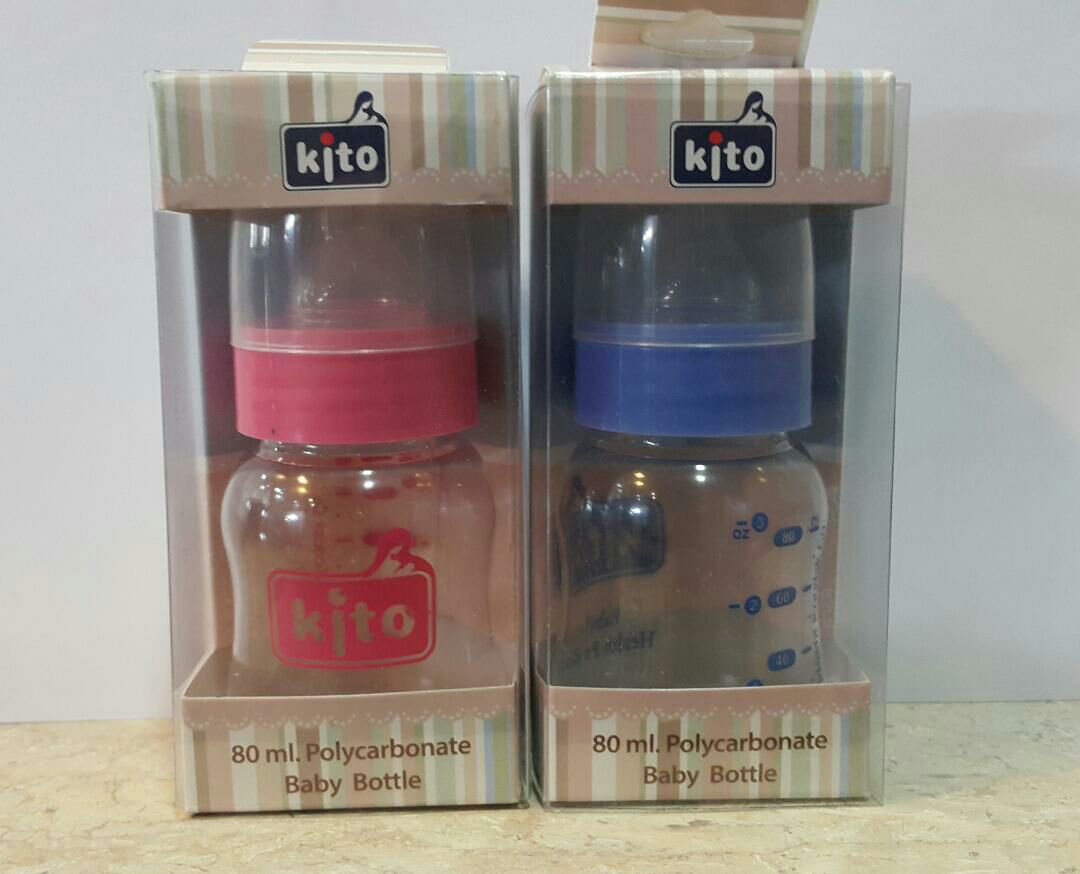 kito
kito
kito
oz 3 80
2 60
40
80 ml. Polycarbonate
Baby Bottle
80 ml. Polycarbonate
Baby Bottle